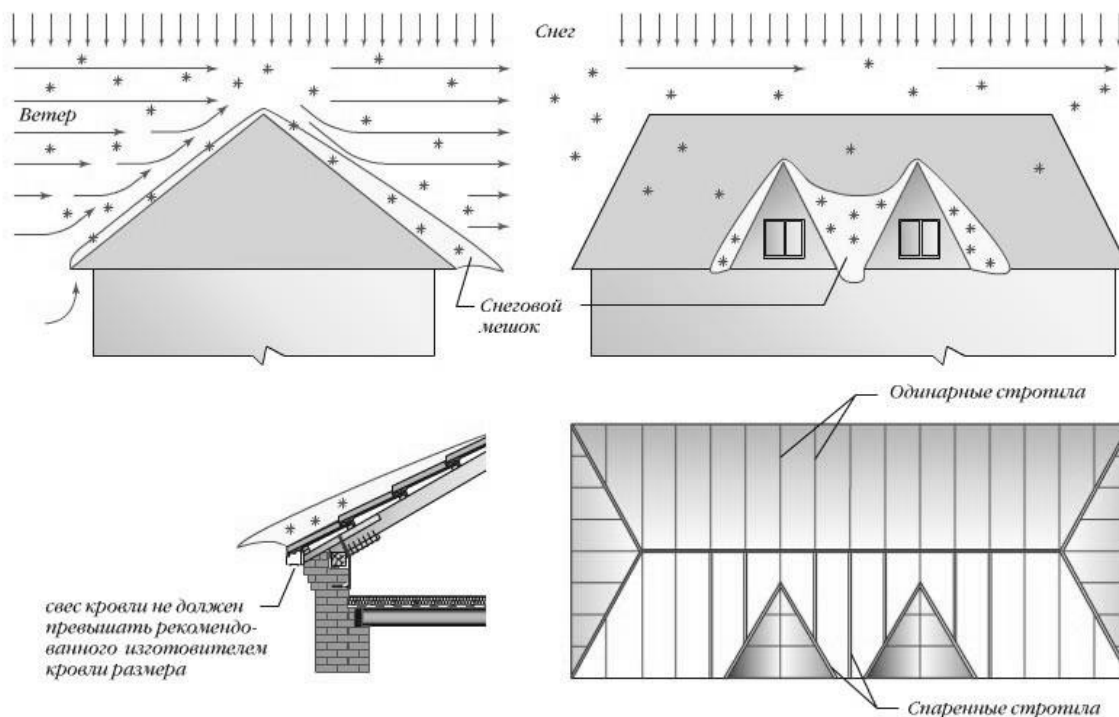 Снег
Ветер
Снеговой
мешок
Одинарные стропила
свес кровли не должен
превышать рекомендо-
ванного изготовителем
кровли размера
Спаренные стропила